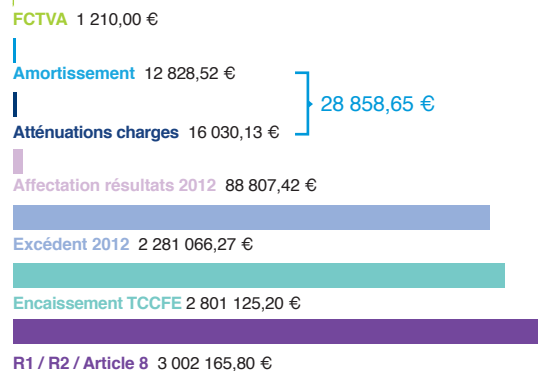 FCTVA 1 210,00 €
Amortissement 12 828,52 €
28 858,65 €
Atténuations charges 16 030,13 €
Affectation résultats 2012 88 807,42 €
Excédent 2012 2 281 066,27 €
Encaissement TCCFE 2 801 125,20 €
R1 / R2 / Article 8 3 002 165,80 €